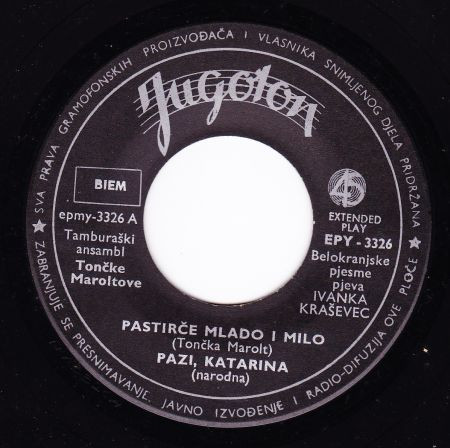 SVA PRAVA GRAMOFONSKIH PROIZVOĐAČA I VLASNIKA SNIMLJENOG DJELA PRIDRŽANA
Jugoton
BIEM
epmy-3326 A
Tamburaški
ansambl
Tončke
Maroltove
45
EXTENDED
PLAY
EPY - 3326
Belokranjske
pjesme
pjeva
IVANKA
KRAŠEVEC
PASTIRČE MLADO I MILO
(Tončka Marolt)
PAZI, KATARINA
(narodna)
ZABRANJUJE SE PRESNIMAVANJE, JAVNO IZVOĐENJE I RADIO-DIFUZIJA OVE PLOČE